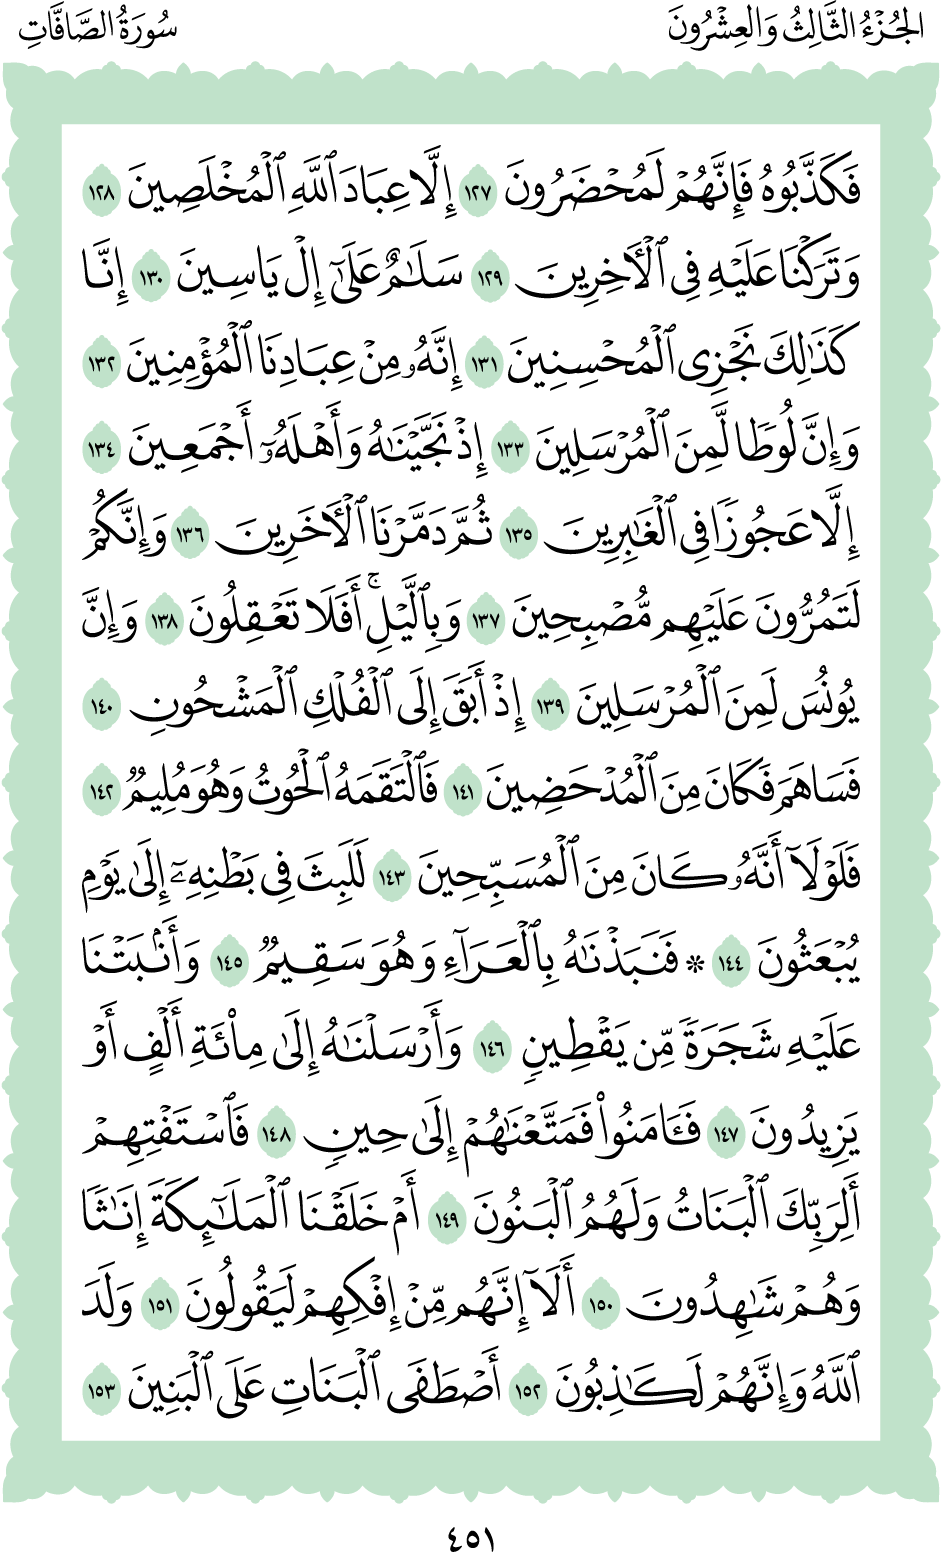 الجُزْءُ الثَّالِثُ وَالعِشْرُونَ
سُورَةُ الصَّافَّاتِ
فَكَذَّبُوهُ فَإِنَّهُمْ لَمُحْضَرُونَ ١٢٧ إِلَّا عِبَادَ ٱللَّهِ ٱلْمُخْلَصِينَ ١٢٨
وَتَرَكْنَا عَلَيْهِ فِى ٱلْـَٔاخِرِينَ ١٢٩ سَلَـٰمٌ عَلَىٰٓ إِلْ يَاسِينَ ١٣٠ إِنَّا
كَذَٰلِكَ نَجْزِى ٱلْمُحْسِنِينَ ١٣١ إِنَّهُۥ مِنْ عِبَادِنَا ٱلْمُؤْمِنِينَ ١٣٢
وَإِنَّ لُوطًا لَّمِنَ ٱلْمُرْسَلِينَ ١٣٣ إِذْ نَجَّيْنَـٰهُ وَأَهْلَهُۥٓ أَجْمَعِينَ ١٣٤
إِلَّا عَجُوزًا فِى ٱلْغَـٰبِرِينَ ١٣٥ ثُمَّ دَمَّرْنَا ٱلْـَٔاخَرِينَ ١٣٦ وَإِنَّكُمْ
لَتَمُرُّونَ عَلَيْهِم مُّصْبِحِينَ ١٣٧ وَبِٱلَّيْلِ ۚ أَفَلَا تَعْقِلُونَ ١٣٨ وَإِنَّ
يُونُسَ لَمِنَ ٱلْمُرْسَلِينَ ١٣٩ إِذْ أَبَقَ إِلَى ٱلْفُلْكِ ٱلْمَشْحُونِ ١٤٠
فَسَاهَمَ فَكَانَ مِنَ ٱلْمُدْحَضِينَ ١٤١ فَٱلْتَقَمَهُ ٱلْحُوتُ وَهُوَ مُلِيمٌ ١٤٢
فَلَوْلَآ أَنَّهُۥ كَانَ مِنَ ٱلْمُسَبِّحِينَ ١٤٣ لَلَبِثَ فِى بَطْنِهِۦٓ إِلَىٰ يَوْمِ
يُبْعَثُونَ ١٤٤ ۞ فَنَبَذْنَـٰهُ بِٱلْعَرَآءِ وَهُوَ سَقِيمٌ ١٤٥ وَأَنۢبَتْنَا
عَلَيْهِ شَجَرَةً مِّن يَقْطِينٍ ١٤٦ وَأَرْسَلْنَـٰهُ إِلَىٰ مِا۟ئَةِ أَلْفٍ أَوْ
يَزِيدُونَ ١٤٧ فَـَٔامَنُوا۟ فَمَتَّعْنَـٰهُمْ إِلَىٰ حِينٍ ١٤٨ فَٱسْتَفْتِهِمْ
أَلِرَبِّكَ ٱلْبَنَاتُ وَلَهُمُ ٱلْبَنُونَ ١٤٩ أَمْ خَلَقْنَا ٱلْمَلَـٰٓئِكَةَ إِنَـٰثًا
وَهُمْ شَـٰهِدُونَ ١٥٠ أَلَآ إِنَّهُم مِّنْ إِفْكِهِمْ لَيَقُولُونَ ١٥١ وَلَدَ
ٱللَّهُ وَإِنَّهُمْ لَكَـٰذِبُونَ ١٥٢ أَصْطَفَى ٱلْبَنَاتِ عَلَى ٱلْبَنِينَ ١٥٣
٤٥١